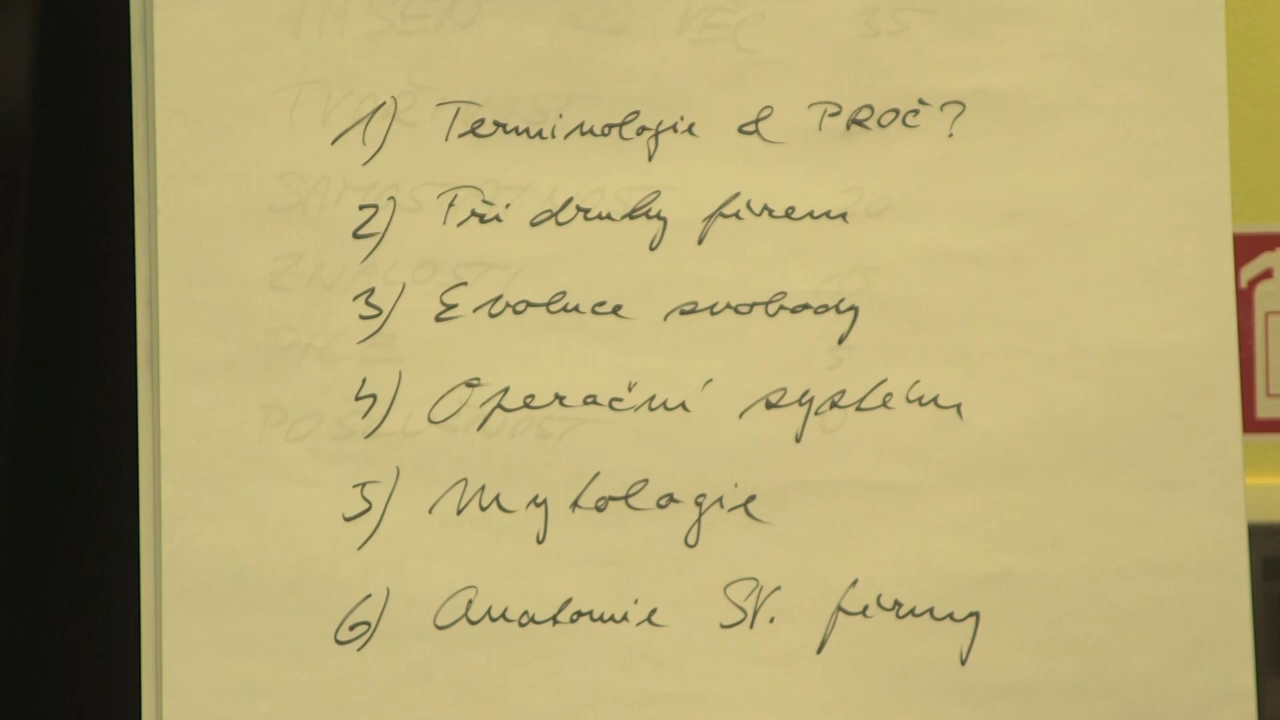 1) Terminologie & PROČ?
2) Tři druhy firem
3) Evoluce svobody
4) Operační systém
5) Mytologie
6) Anatomie SV. firmy